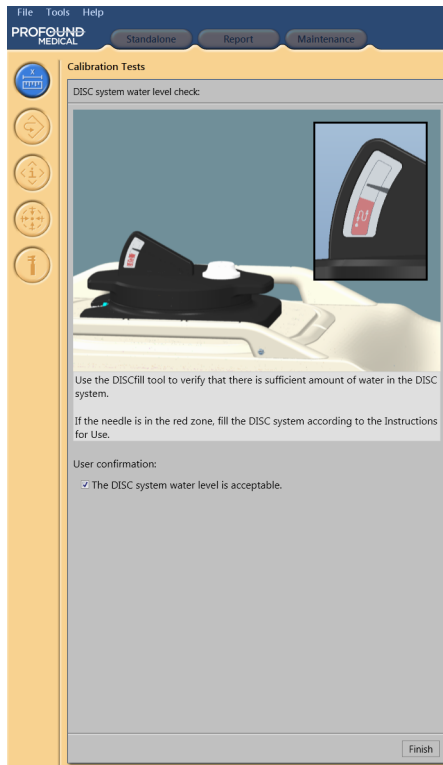 File Tools Help
PROFOUND
MEDICAL
Standalone Report Maintenance
Calibration Tests
DISC system water level check:
Use the DISCfill tool to verify that there is sufficient amount of water in the DISC
system.
If the needle is in the red zone, fill the DISC system according to the Instructions
for Use.
User confirmation:
The DISC system water level is acceptable.
Finish